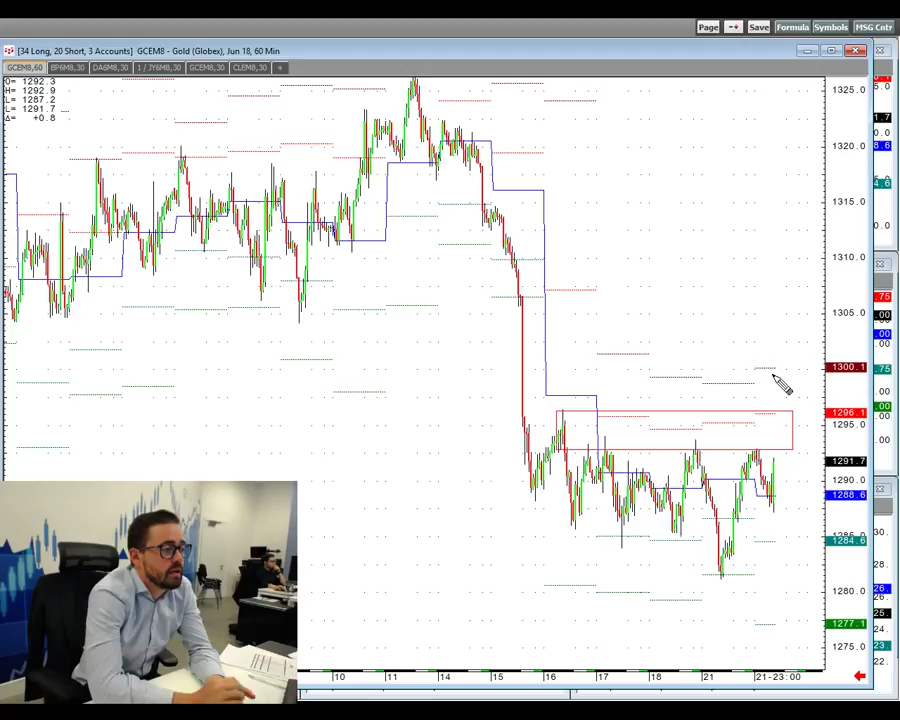 Page
Save
Formula
Symbols
MSG Cntr
[34 Long, 20 Short, 3 Accounts] GCEM8 - Gold (Globex), Jun 18, 60 Min
GCEM8,60
EP6M8,30
DA6M8,30
1 / JY6M8,30
GCEM8,30
CLEM8,30
+
O= 1292.3
H= 1292.9
L= 1287.2
L= 1291.7
Δ= +0.8
1325.0
1320.0
1315.0
1310.0
1305.0
1300.1
1296.1
1295.0
1291.7
1290.0
1288.6
1284.6
1280.0
1277.1
1275.0
10
11
14
15
16
17
18
21
21-23:00